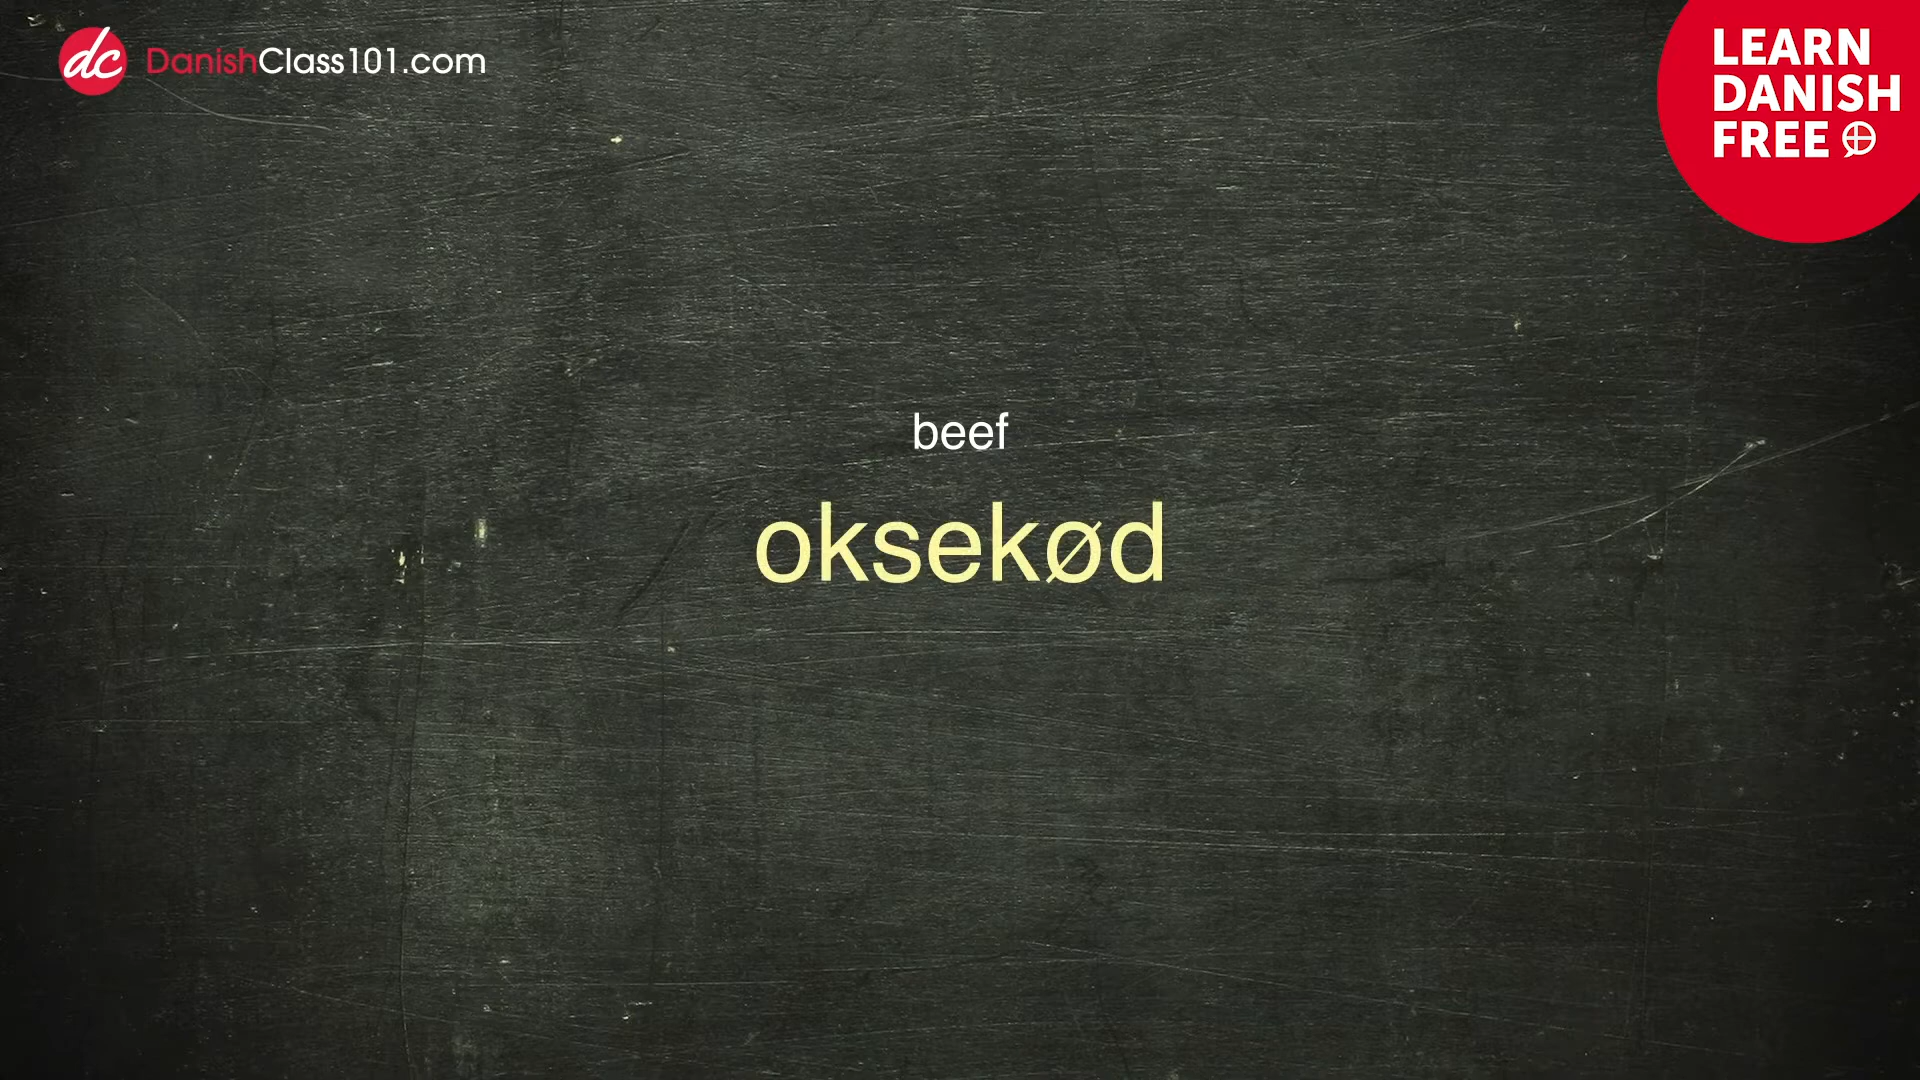 DanishClass101.com
LEARN
DANISH
FREE
beef
oksekød